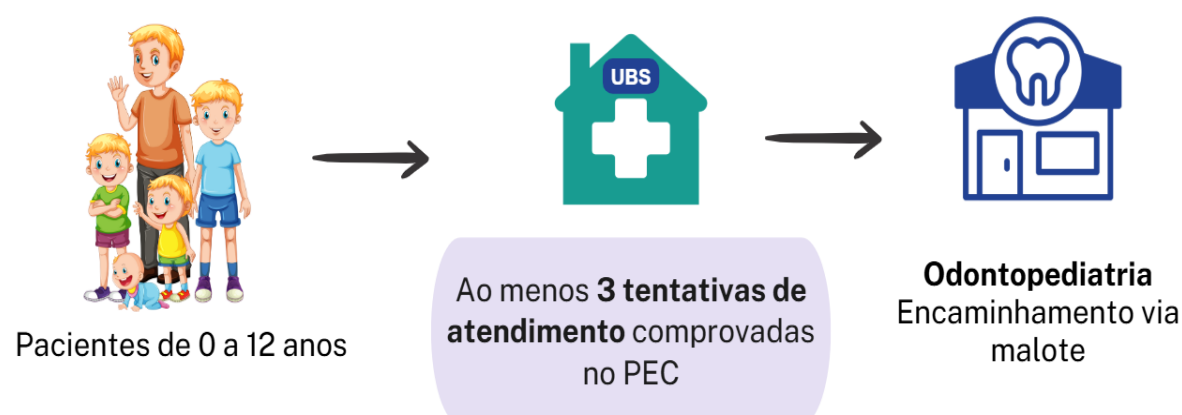 UBS
Pacientes de 0 a 12 anos
Ao menos 3 tentativas de
atendimento comprovadas
no PEC
Odontopediatria
Encaminhamento via
malote